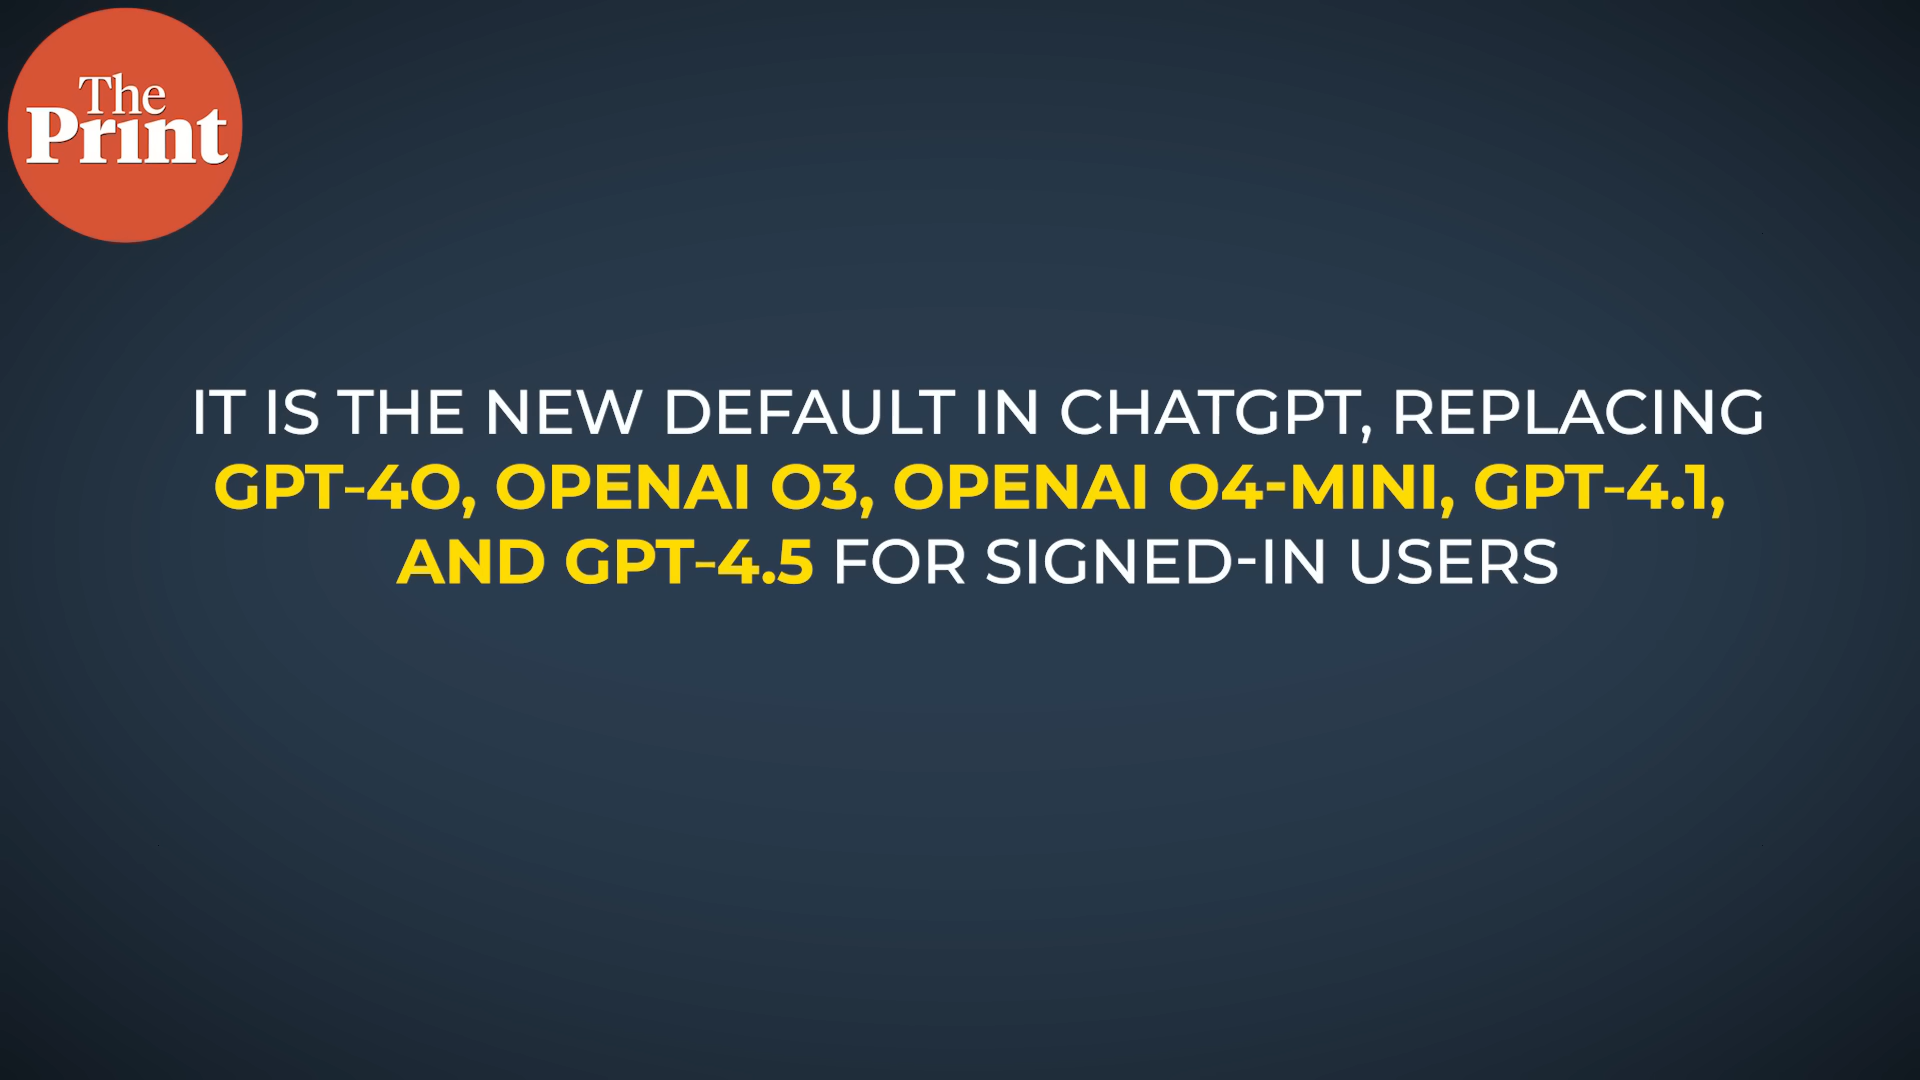 The
Print
IT IS THE NEW DEFAULT IN CHATGPT, REPLACING
GPT-4O, OPENAI O3, OPENAI O4-MINI, GPT-4.1,
AND GPT-4.5 FOR SIGNED-IN USERS